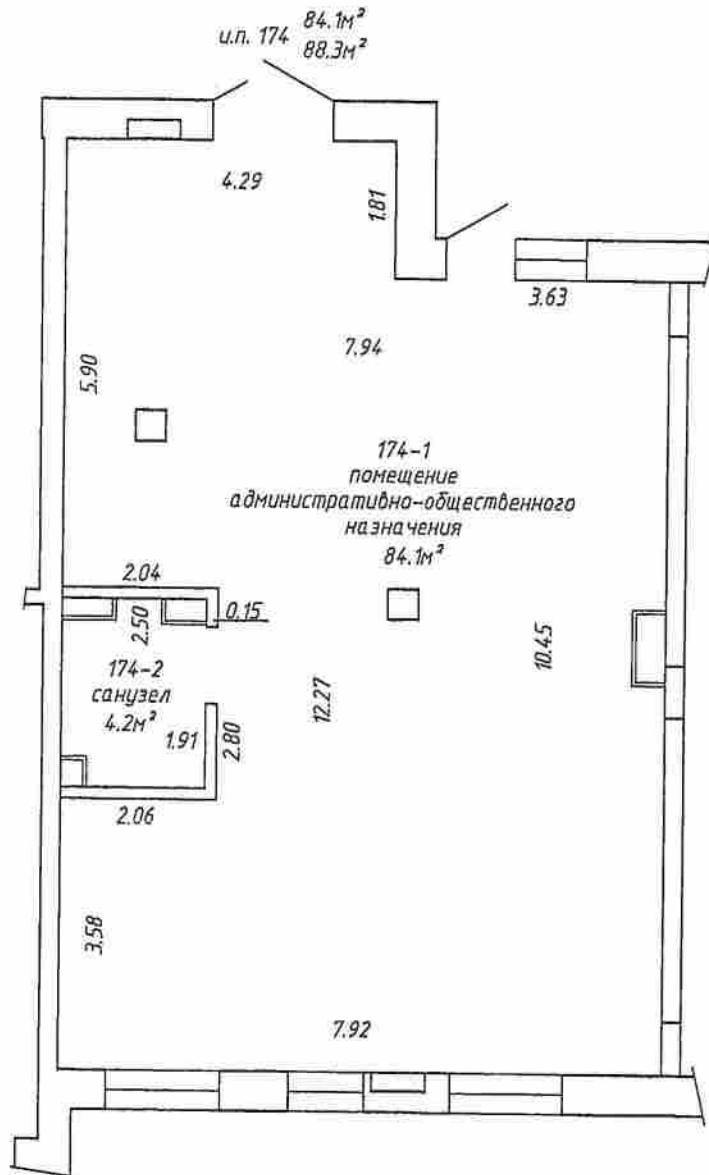 и.п. 174 84.1м²
88.3м²
4.29
1.81
3.63
7.94
5.90
174-1
помещение
административно-общественного
назначения
84.1м²
2.04
0.15
2.50
10.45
174-2
санузел
4.2м²
12.27
1.91
2.80
2.06
3.58
7.92